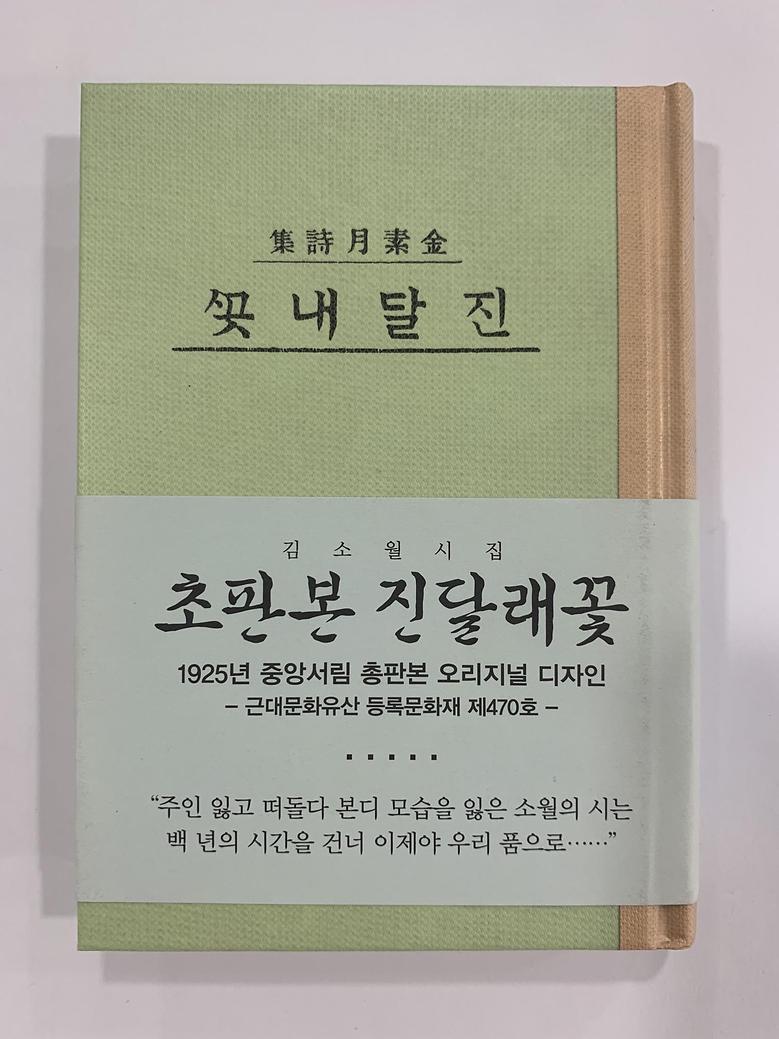 金素月詩集
진달내ᄭᅩᆺ
김소월시집
초판본 진달래꽃
1925년 중앙서림 총판본 오리지널 디자인
– 근대문화유산 등록문화재 제470호 –
“주인 잃고 떠돌다 본디 모습을 잃은 소월의 시는
백 년의 시간을 건너 이제야 우리 품으로……”